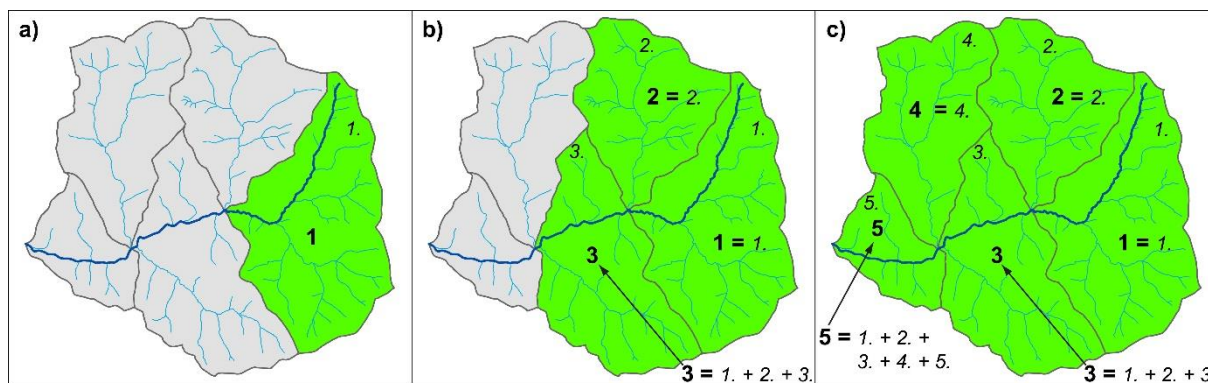 a)
1.
1
b)
2.
2 = 2.
1.
3.
1 = 1.
3
3 = 1. + 2. + 3.
c)
4.
2.
2 = 2.
4 = 4.
1.
3.
5.
5
1 = 1.
3
5 = 1. + 2. +
3. + 4. + 5.
3 = 1. + 2. + 3.